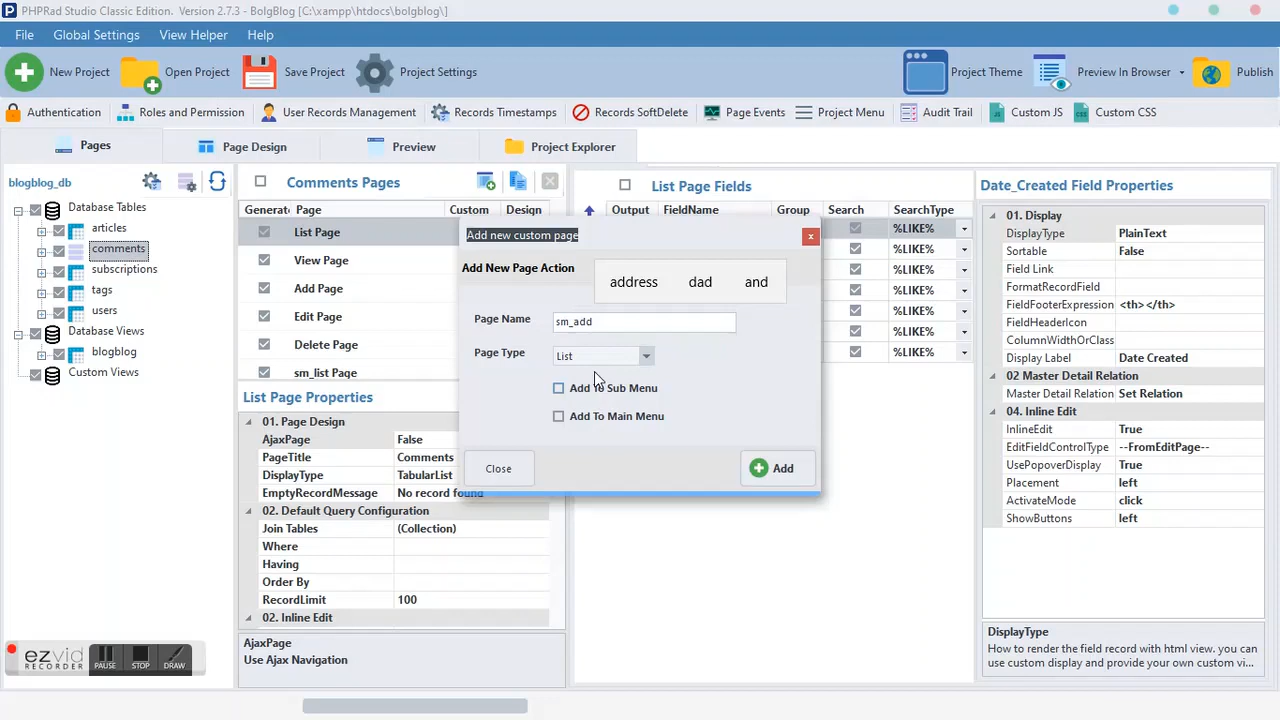 PHPRad Studio Classic Edition. Version 2.7.3 - BolgBlog [C:\xampp\htdocs\bolgblog\]
File Global Settings View Helper Help
New Project Open Project Save Project Project Settings Project Theme Preview In Browser Publish
Authentication Roles and Permission User Records Management Records Timestamps Records SoftDelete Page Events Project Menu Audit Trail Custom JS Custom CSS
Pages Page Design Preview Project Explorer
blogblog_db
Database Tables
articles
comments
subscriptions
tags
users
Database Views
blogblog
Custom Views
Comments Pages
Generate Page Custom Design
List Page
View Page
Add Page
Edit Page
Delete Page
sm_list Page
List Page Properties
01. Page Design
AjaxPage False
PageTitle Comments
DisplayType TabularList
EmptyRecordMessage No record found
02. Default Query Configuration
Join Tables (Collection)
Where
Having
Order By
RecordLimit 100
02. Inline Edit
AjaxPage
Use Ajax Navigation
List Page Fields
Output FieldName Group Search SearchType
%LIKE%
%LIKE%
%LIKE%
%LIKE%
%LIKE%
%LIKE%
%LIKE%
Add new custom page
x
Add New Page Action
address dad and
Page Name sm_add
Page Type List
Add To Sub Menu
Add To Main Menu
Close Add
Date_Created Field Properties
01. Display
DisplayType PlainText
Sortable False
Field Link
FormatRecordField
FieldFooterExpression <th></th>
FieldHeaderIcon
ColumnWidthOrClass
Display Label Date Created
02 Master Detail Relation
Master Detail Relation Set Relation
04. Inline Edit
InlineEdit True
EditFieldControlType --FromEditPage--
UsePopoverDisplay True
Placement left
ActivateMode click
ShowButtons left
DisplayType
How to render the field record with html view. you can
use custom display and provide your own custom vi...
ezvid
RECORDER
PAUSE STOP DRAW